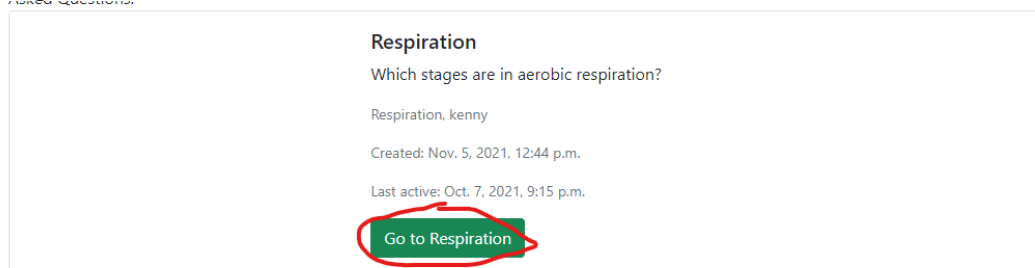 Asked Questions:
Respiration
Which stages are in aerobic respiration?
Respiration, kenny
Created: Nov. 5, 2021, 12:44 p.m.
Last active: Oct. 7, 2021, 9:15 p.m.
Go to Respiration